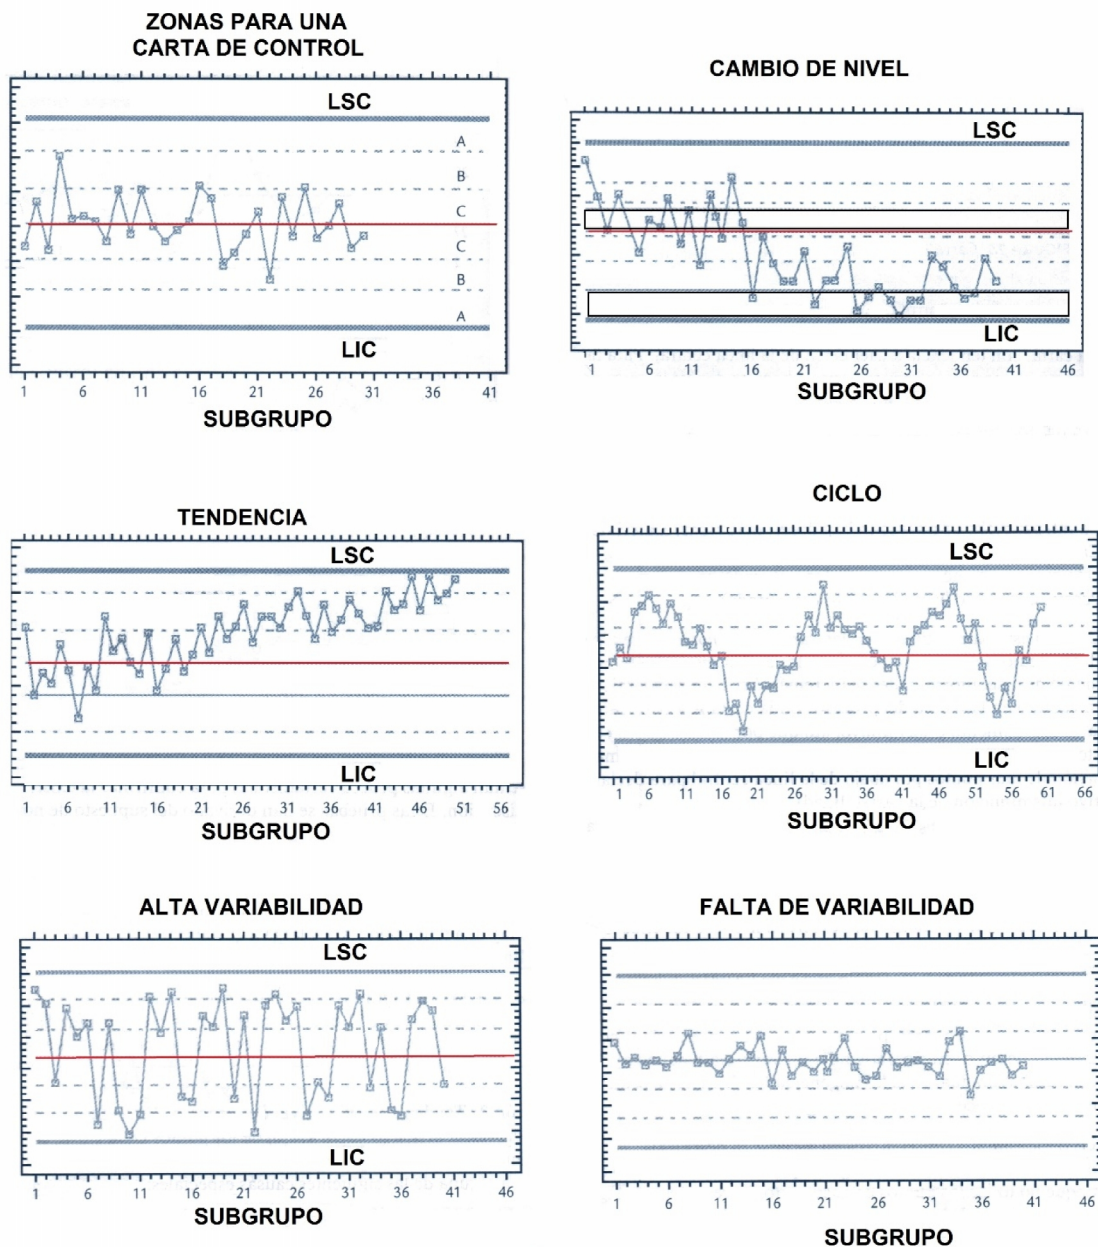 ZONAS PARA UNA
CARTA DE CONTROL
LSC
A
B
C
C
B
A
LIC
1 6 11 16 21 26 31 36 41
SUBGRUPO
CAMBIO DE NIVEL
LSC
LIC
1 6 11 16 21 26 31 36 41 46
SUBGRUPO
TENDENCIA
LSC
LIC
1 6 11 16 21 26 31 36 41 46 51 56
SUBGRUPO
CICLO
LSC
LIC
1 6 11 16 21 26 31 36 41 46 51 56 61 66
SUBGRUPO
ALTA VARIABILIDAD
LSC
LIC
1 6 11 16 21 26 31 36 41 46
SUBGRUPO
FALTA DE VARIABILIDAD
1 6 11 16 21 26 31 36 41 46
SUBGRUPO